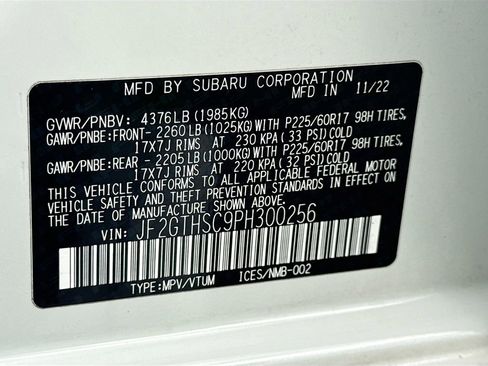 MFD BY SUBARU CORPORATION
MFD IN 11/22
GVWR/PNBV: 4376LB(1985KG)
GAWR/PNBE:FRONT- 2260LB(1025KG)WITH P225/60R17 98H TIRES,
17X7J RIMS AT 230 KPA( 33 PSI)COLD
GAWR/PNBE:REAR - 2205LB(1000KG)WITH P225/60R17 98H TIRES,
17X7J RIMS AT 220 KPA( 32 PSI)COLD
THIS VEHICLE CONFORMS TO ALL APPLICABLE FEDERAL MOTOR
VEHICLE SAFETY AND THEFT PREVENTION STANDARDS IN EFFECT ON
THE DATE OF MANUFACTURE SHOWN ABOVE.
VIN: JF2GTHSC9PH300256
TYPE:MPV/VTUM ICES/NMB-002